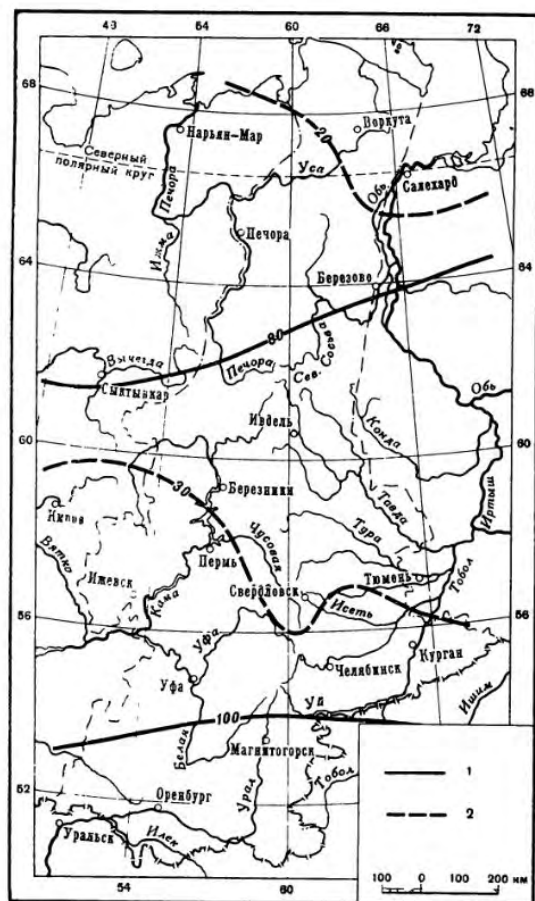 48 54 60 66 72
68
68
Воркута
Нарьян-Мар
20
Северный
полярный круг
Уса
Печора
Обь
Салехард
Печора
Ижма
64
64
Березово
80
Вычегда
Печора
Сев. Сосьва
Сыктывкар
Обь
Ивдель
60
60
Конда
30
Березники
Тавда
Иртыш
Киров
Чусовая
Тура
Вятка
Пермь
Тюмень
Тобол
Ижевск
Свердловск
Кама
Исеть
56
56
Уфа
Курган
Челябинск
Уфа
Ишим
Уй
100
Белая
Магнитогорск
Тобол
52
Оренбург
Урал
Уральск
Илек
1
2
100 0 100 200 км
54 60